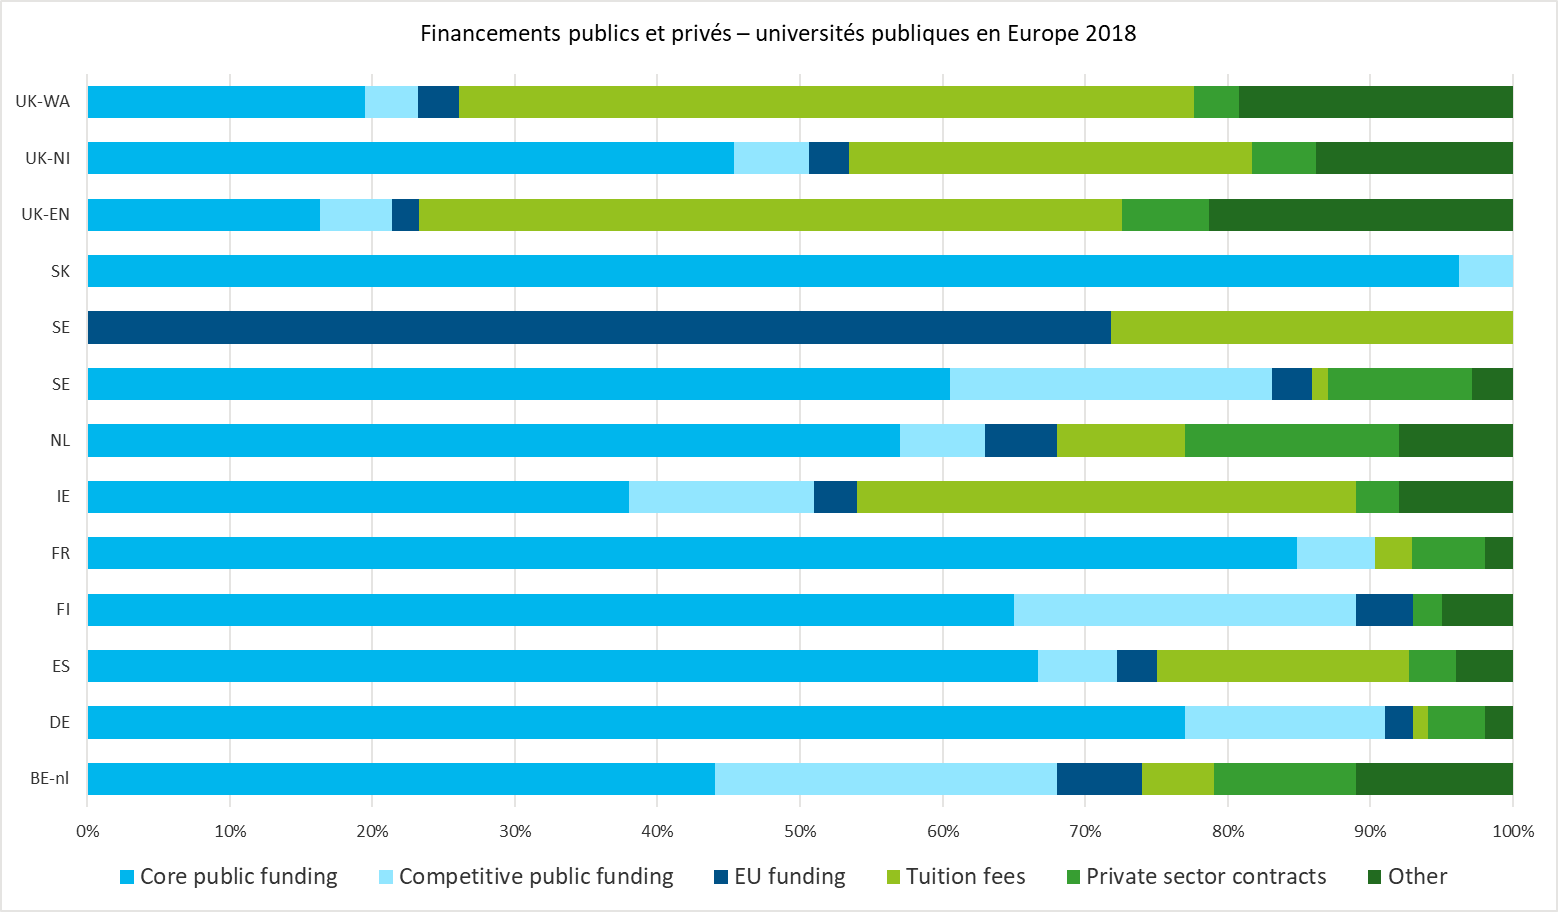 Financements publics et privés – universités publiques en Europe 2018
UK-WA
UK-NI
UK-EN
SK
SE
SE
NL
IE
FR
FI
ES
DE
BE-nl
0% 10% 20% 30% 40% 50% 60% 70% 80% 90% 100%
Core public funding Competitive public funding EU funding Tuition fees Private sector contracts Other